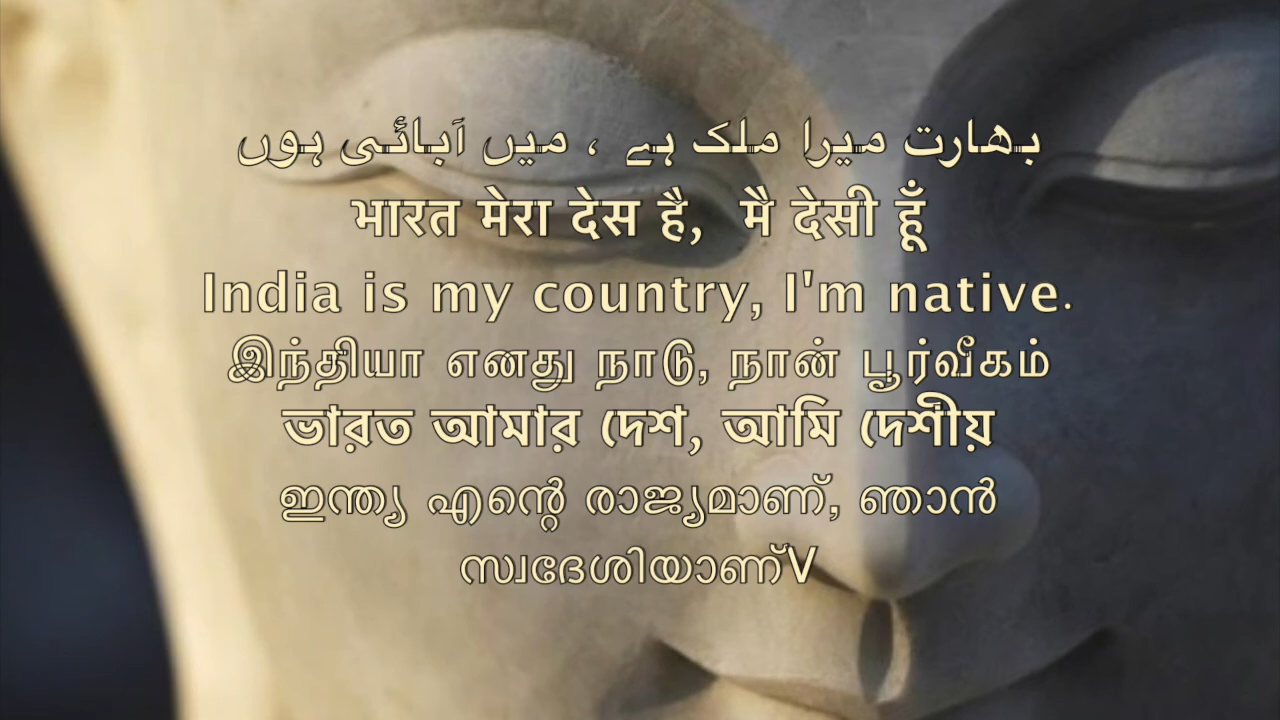 بھارت میرا ملک ہے ، میں آبائی ہوں
भारत मेरा देस है, मै देसी हूँ
India is my country, I'm native.
இந்தியா எனது நாடு, நான் பூர்வீகம்
ভারত আমার দেশ, আমি দেশীয়
ഇന്ത്യ എന്റെ രാജ്യമാണ്, ഞാൻ
സ്വദേശിയാണ്V